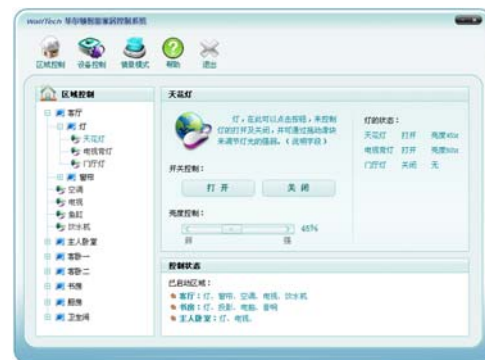 WanTech 华尔顿智能家居控制系统
区域控制 设备控制 情景模式 帮助 退出
区域控制
客厅
灯
天花灯
电视背灯
门厅灯
窗帘
空调
电视
鱼缸
饮水机
主人卧室
客卧一
客卧二
书房
厨房
卫生间
天花灯
灯,在此可以点击按钮,来控制
灯的打开及关闭,并可通过拖动滑块
来调节灯光的强弱。(说明字段)
开关控制:
打开 关闭
亮度控制:
45%
弱 强
灯的状态:
天花灯 打开 亮度45%
电视背灯 打开 亮度50%
门厅灯 关闭 无
控制状态
已启动区域:
客厅:灯、窗帘、空调、电视、饮水机
书房:灯、投影、电脑、音响
主人卧室:灯、电视、